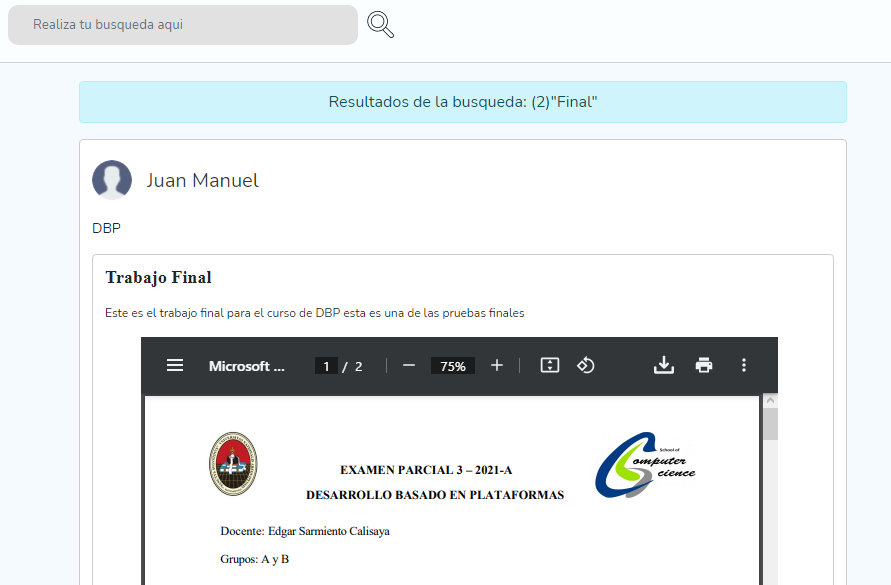 Realiza tu busqueda aqui
Resultados de la busqueda: (2)"Final"
Juan Manuel
DBP
Trabajo Final
Este es el trabajo final para el curso de DBP esta es una de las pruebas finales
Microsoft ... 1 / 2 75%
School of
Computer
Science
EXAMEN PARCIAL 3 – 2021-A
DESARROLLO BASADO EN PLATAFORMAS
Docente: Edgar Sarmiento Calisaya
Grupos: A y B